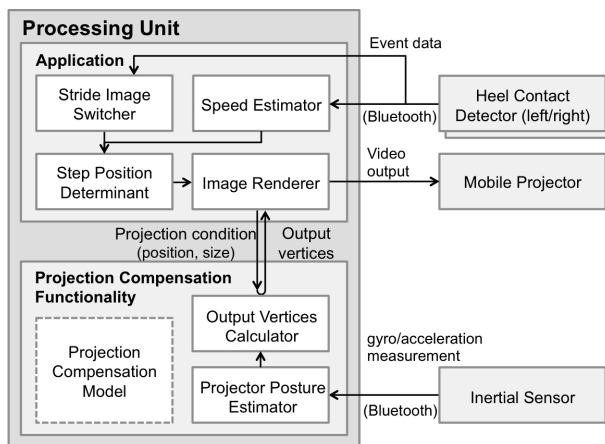 Processing Unit
Application
Event data
Stride Image
Switcher
Speed Estimator
(Bluetooth)
Heel Contact
Detector (left/right)
Step Position
Determinant
Image Renderer
Video
output
Mobile Projector
Projection condition
(position, size)
Output
vertices
Projection Compensation
Functionality
Output Vertices
Calculator
Projection
Compensation
Model
gyro/acceleration
measurement
Projector Posture
Estimator
(Bluetooth)
Inertial Sensor